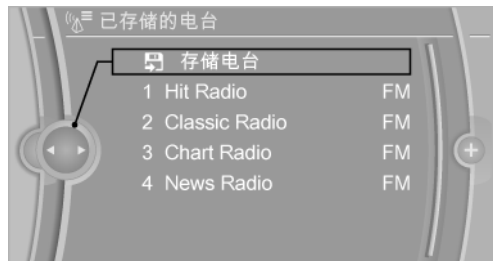 已存储的电台
存储电台
1 Hit Radio FM
2 Classic Radio FM
3 Chart Radio FM
4 News Radio FM